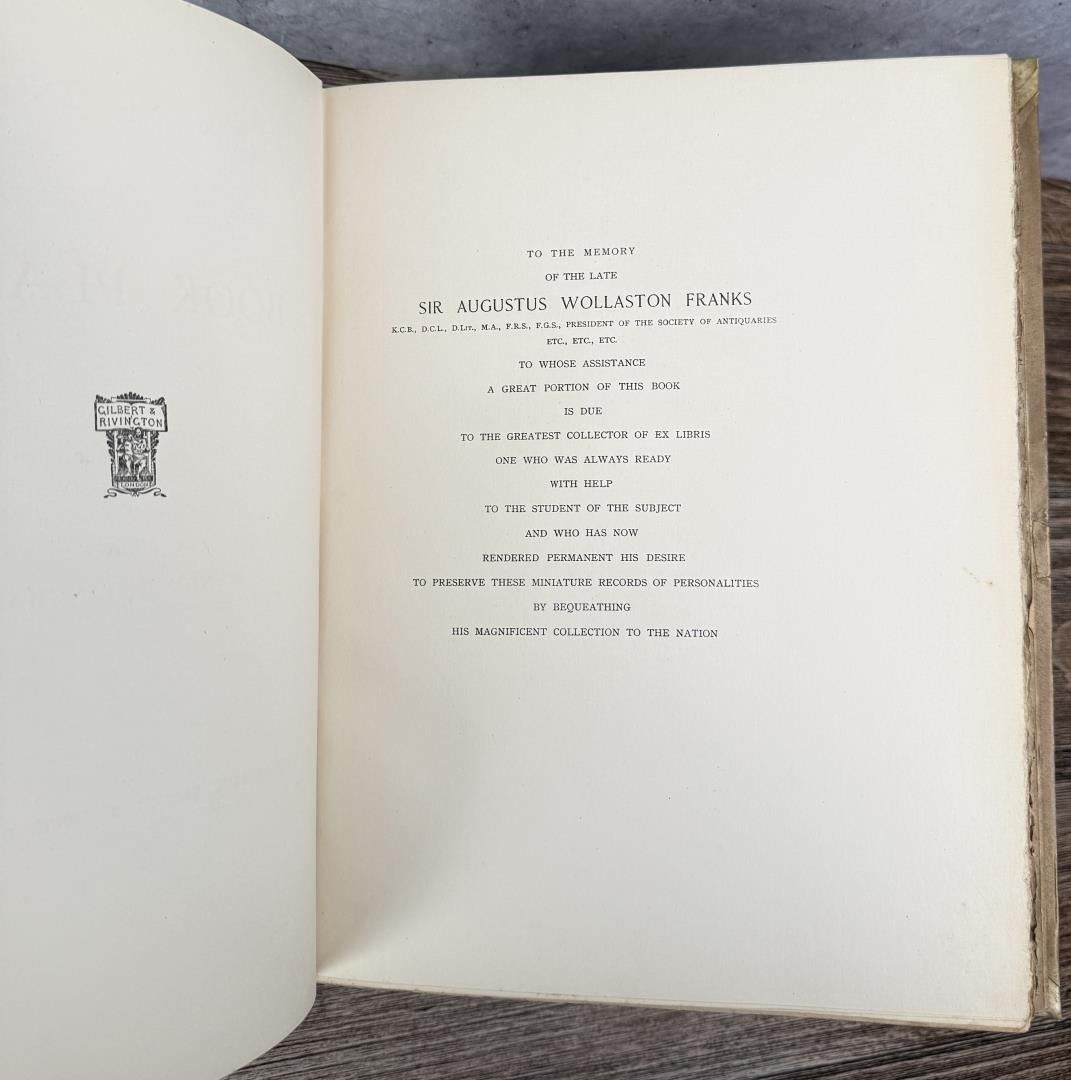 GILBERT &
RIVINGTON
LONDON
TO THE MEMORY
OF THE LATE
SIR AUGUSTUS WOLLASTON FRANKS
K.C.B., D.C.L., D.LIT., M.A., F.R.S., F.G.S., PRESIDENT OF THE SOCIETY OF ANTIQUARIES
ETC., ETC., ETC.
TO WHOSE ASSISTANCE
A GREAT PORTION OF THIS BOOK
IS DUE
TO THE GREATEST COLLECTOR OF EX LIBRIS
ONE WHO WAS ALWAYS READY
WITH HELP
TO THE STUDENT OF THE SUBJECT
AND WHO HAS NOW
RENDERED PERMANENT HIS DESIRE
TO PRESERVE THESE MINIATURE RECORDS OF PERSONALITIES
BY BEQUEATHING
HIS MAGNIFICENT COLLECTION TO THE NATION